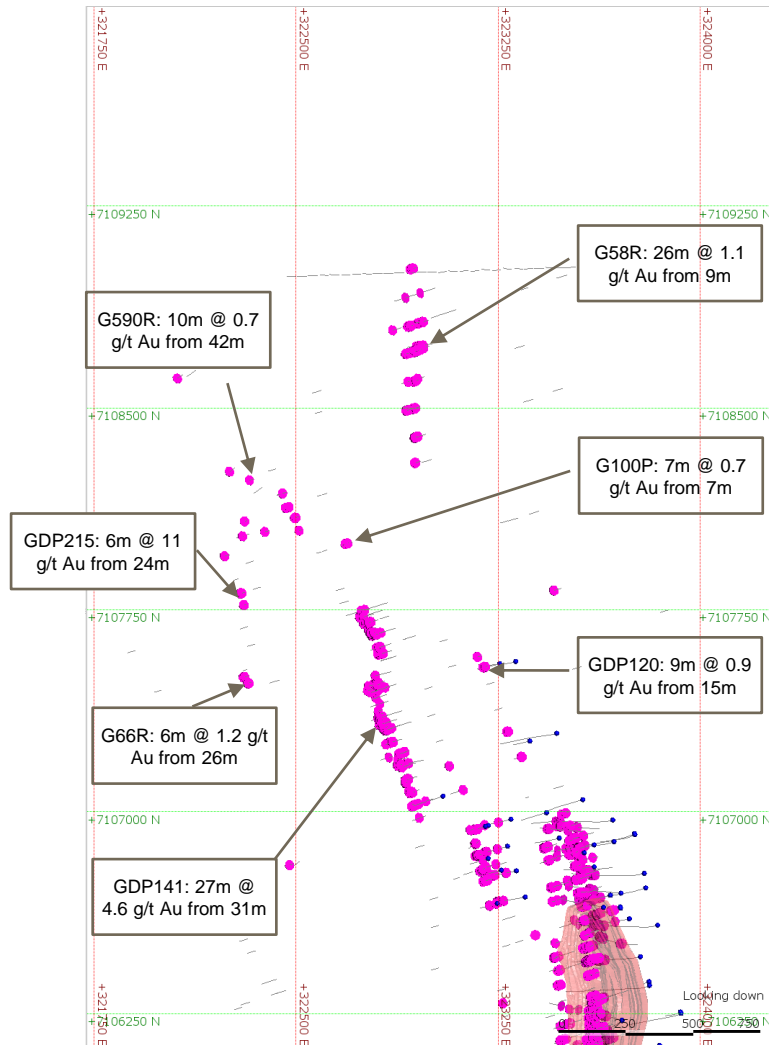 +321750 E
+322500 E
+323250 E
+324000 E
+7109250 N
+7109250 N
G58R: 26m @ 1.1
g/t Au from 9m
G590R: 10m @ 0.7
g/t Au from 42m
+7108500 N
+7108500 N
G100P: 7m @ 0.7
g/t Au from 7m
GDP215: 6m @ 11
g/t Au from 24m
+7107750 N
+7107750 N
GDP120: 9m @ 0.9
g/t Au from 15m
G66R: 6m @ 1.2 g/t
Au from 26m
+7107000 N
+7107000 N
GDP141: 27m @
4.6 g/t Au from 31m
Looking down
+7106250 N
+7106250 N
0
250
500
750
+321750 E
+322500 E
+323250 E
+324000 E